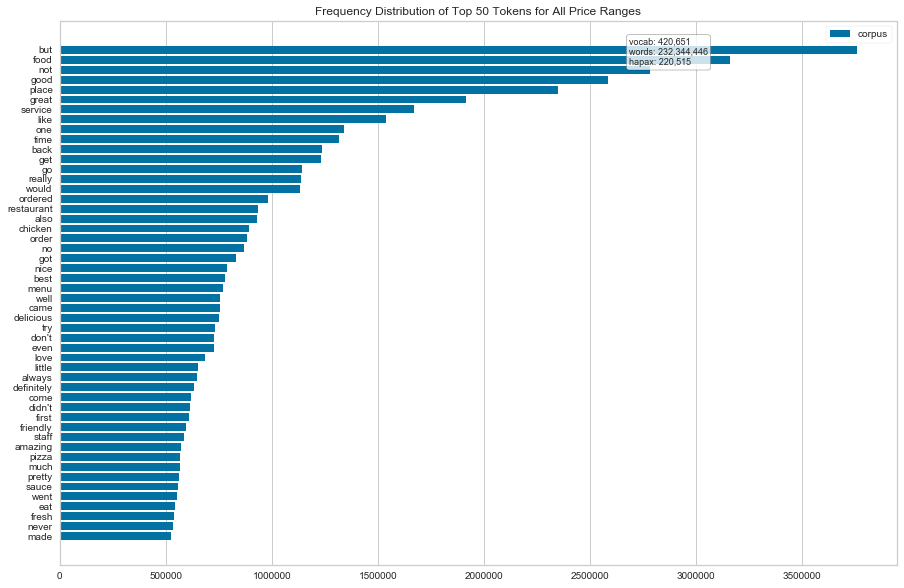 Frequency Distribution of Top 50 Tokens for All Price Ranges
corpus
vocab: 420,651
words: 232,344,446
hapax: 220,515
but
food
not
good
place
great
service
like
one
time
back
get
go
really
would
ordered
restaurant
also
chicken
order
no
got
nice
best
menu
well
came
delicious
try
don't
even
love
little
always
definitely
come
didn't
first
friendly
staff
amazing
pizza
much
pretty
sauce
went
eat
fresh
never
made
0 500000 1000000 1500000 2000000 2500000 3000000 3500000